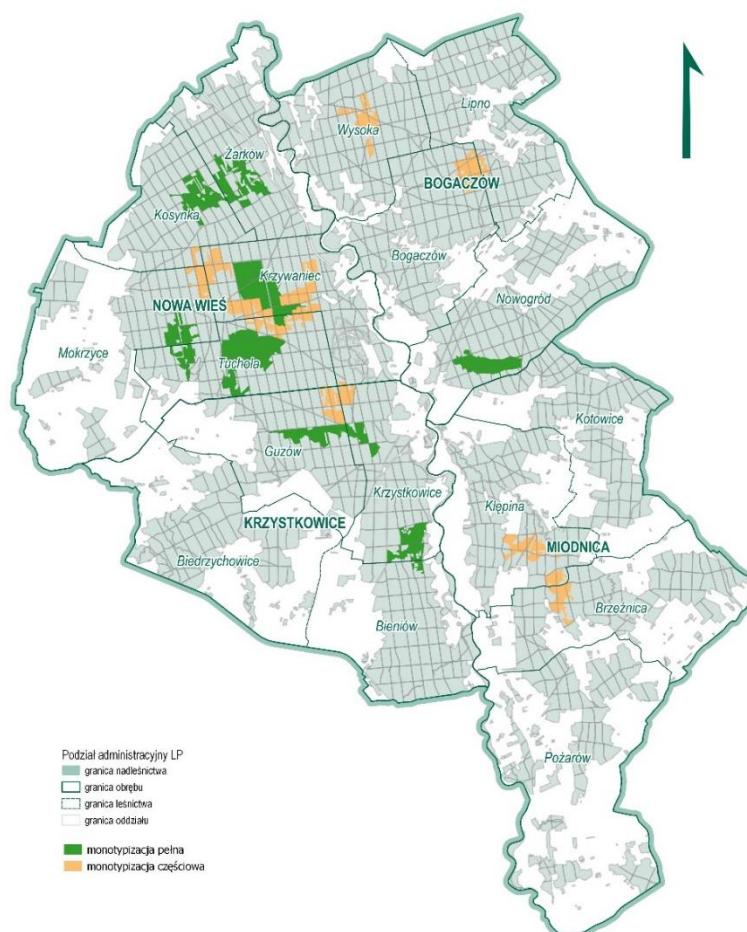 Lipno
Wysoka
Żarków
BOGACZÓW
Kosynka
Bogaczów
Krzywaniec
Nowogród
NOWA WIEŚ
Mokrzyce
Tuchola
Kotowice
Guzów
Krzystkowice
Klępina
KRZYSTKOWICE
MIODNICA
Biedrzychowice
Brzeźnica
Bieniów
Pożarów
Podział administracyjny LP
granica nadleśnictwa
granica obrębu
granica leśnictwa
granica oddziału
monotypizacja pełna
monotypizacja częściowa